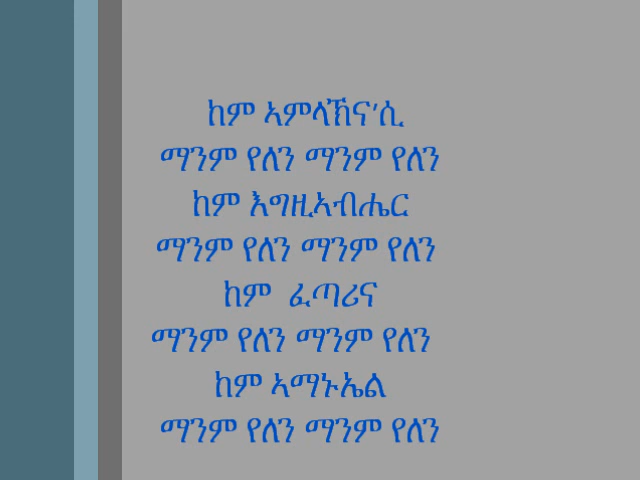 ከም ኣምላኽና’ሲ
ማንም የለን ማንም የለን
ከም እግዚኣብሔር
ማንም የለን ማንም የለን
ከም ፈጣሪና
ማንም የለን ማንም የለን
ከም ኣማኑኤል
ማንም የለን ማንም የለን